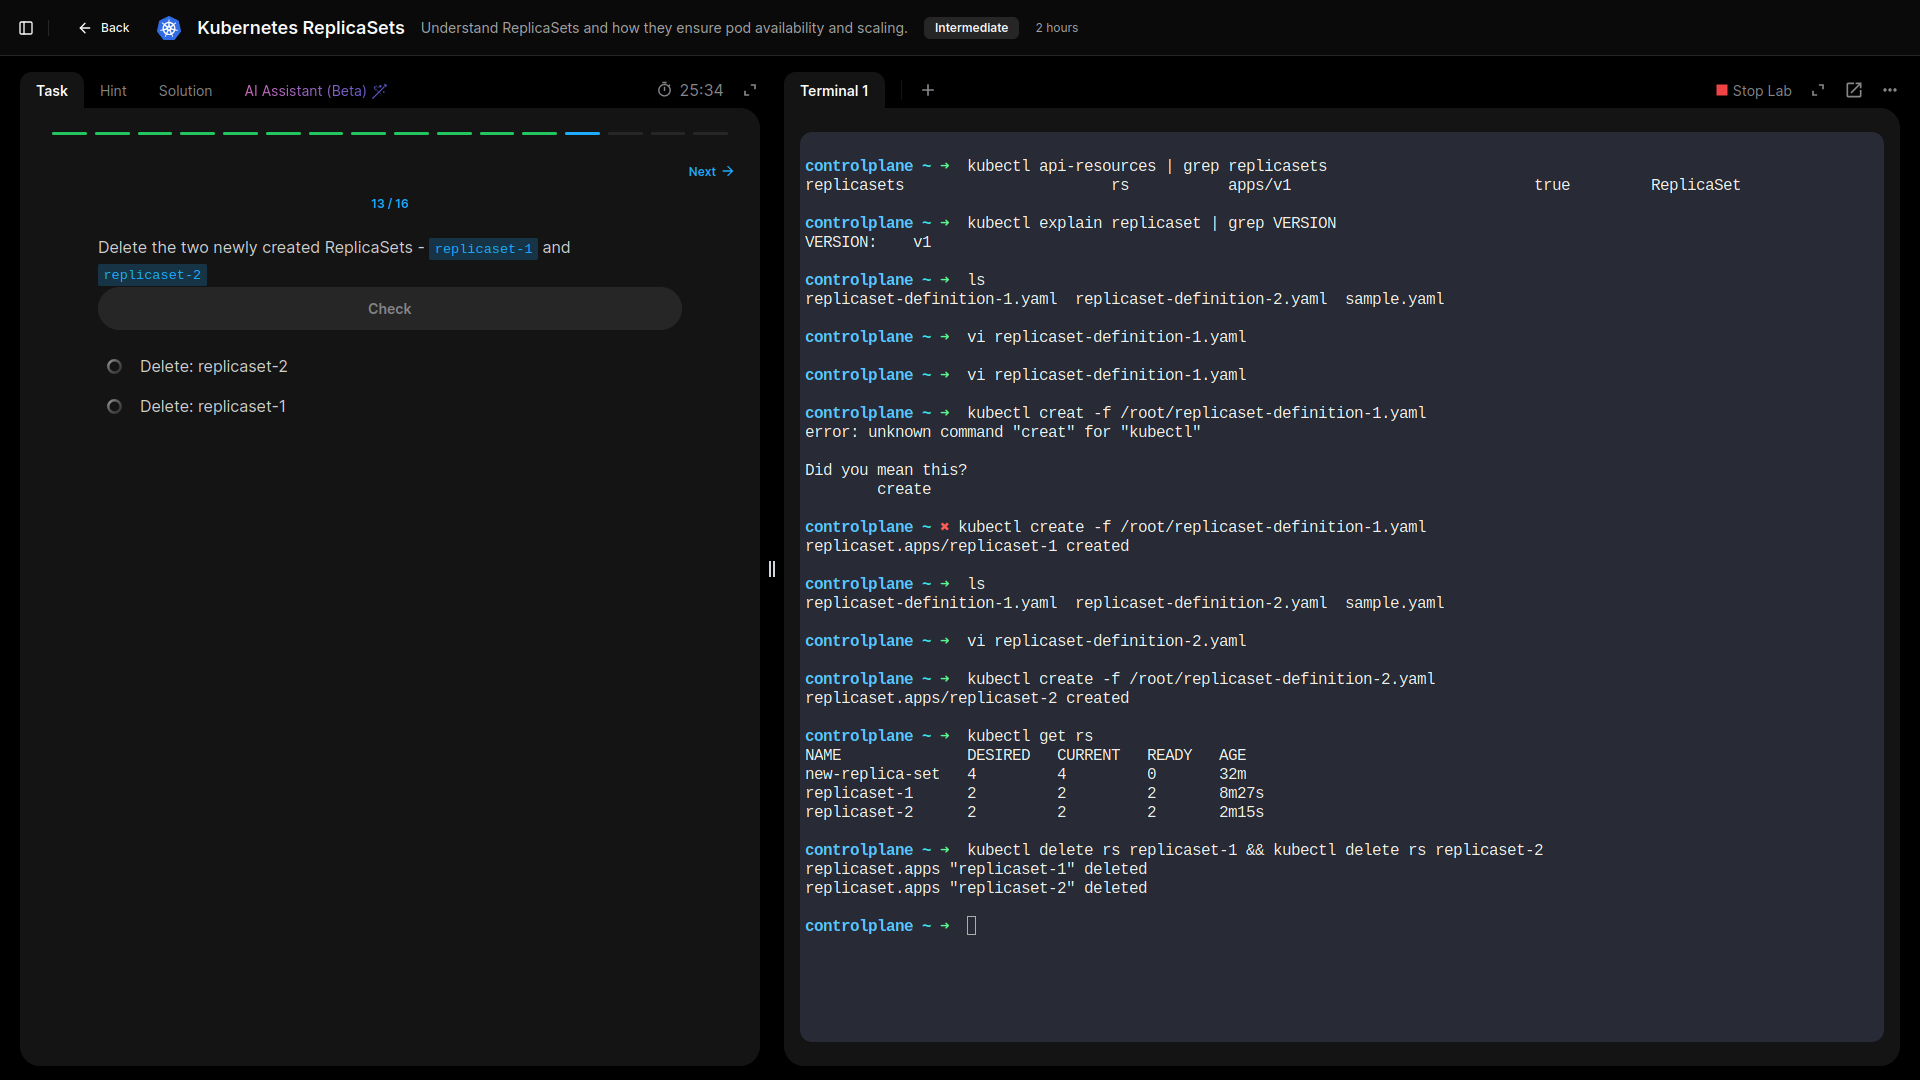 Back
Kubernetes ReplicaSets
Understand ReplicaSets and how they ensure pod availability and scaling.
Intermediate
2 hours
Task
Hint
Solution
AI Assistant (Beta)
25:34
Next →
13 / 16
Delete the two newly created ReplicaSets - replicaset-1 and
replicaset-2
Check
Delete: replicaset-2
Delete: replicaset-1
Terminal 1
+
Stop Lab
controlplane ~ ➜  kubectl api-resources | grep replicasets
replicasets                       rs           apps/v1                           true         ReplicaSet
controlplane ~ ➜  kubectl explain replicaset | grep VERSION
VERSION:    v1
controlplane ~ ➜  ls
replicaset-definition-1.yaml  replicaset-definition-2.yaml  sample.yaml
controlplane ~ ➜  vi replicaset-definition-1.yaml
controlplane ~ ➜  vi replicaset-definition-1.yaml
controlplane ~ ➜  kubectl creat -f /root/replicaset-definition-1.yaml
error: unknown command "creat" for "kubectl"
Did you mean this?
        create
controlplane ~ ✖ kubectl create -f /root/replicaset-definition-1.yaml
replicaset.apps/replicaset-1 created
controlplane ~ ➜  ls
replicaset-definition-1.yaml  replicaset-definition-2.yaml  sample.yaml
controlplane ~ ➜  vi replicaset-definition-2.yaml
controlplane ~ ➜  kubectl create -f /root/replicaset-definition-2.yaml
replicaset.apps/replicaset-2 created
controlplane ~ ➜  kubectl get rs
NAME              DESIRED   CURRENT   READY   AGE
new-replica-set   4         4         0       32m
replicaset-1      2         2         2       8m27s
replicaset-2      2         2         2       2m15s
controlplane ~ ➜  kubectl delete rs replicaset-1 && kubectl delete rs replicaset-2
replicaset.apps "replicaset-1" deleted
replicaset.apps "replicaset-2" deleted
controlplane ~ ➜